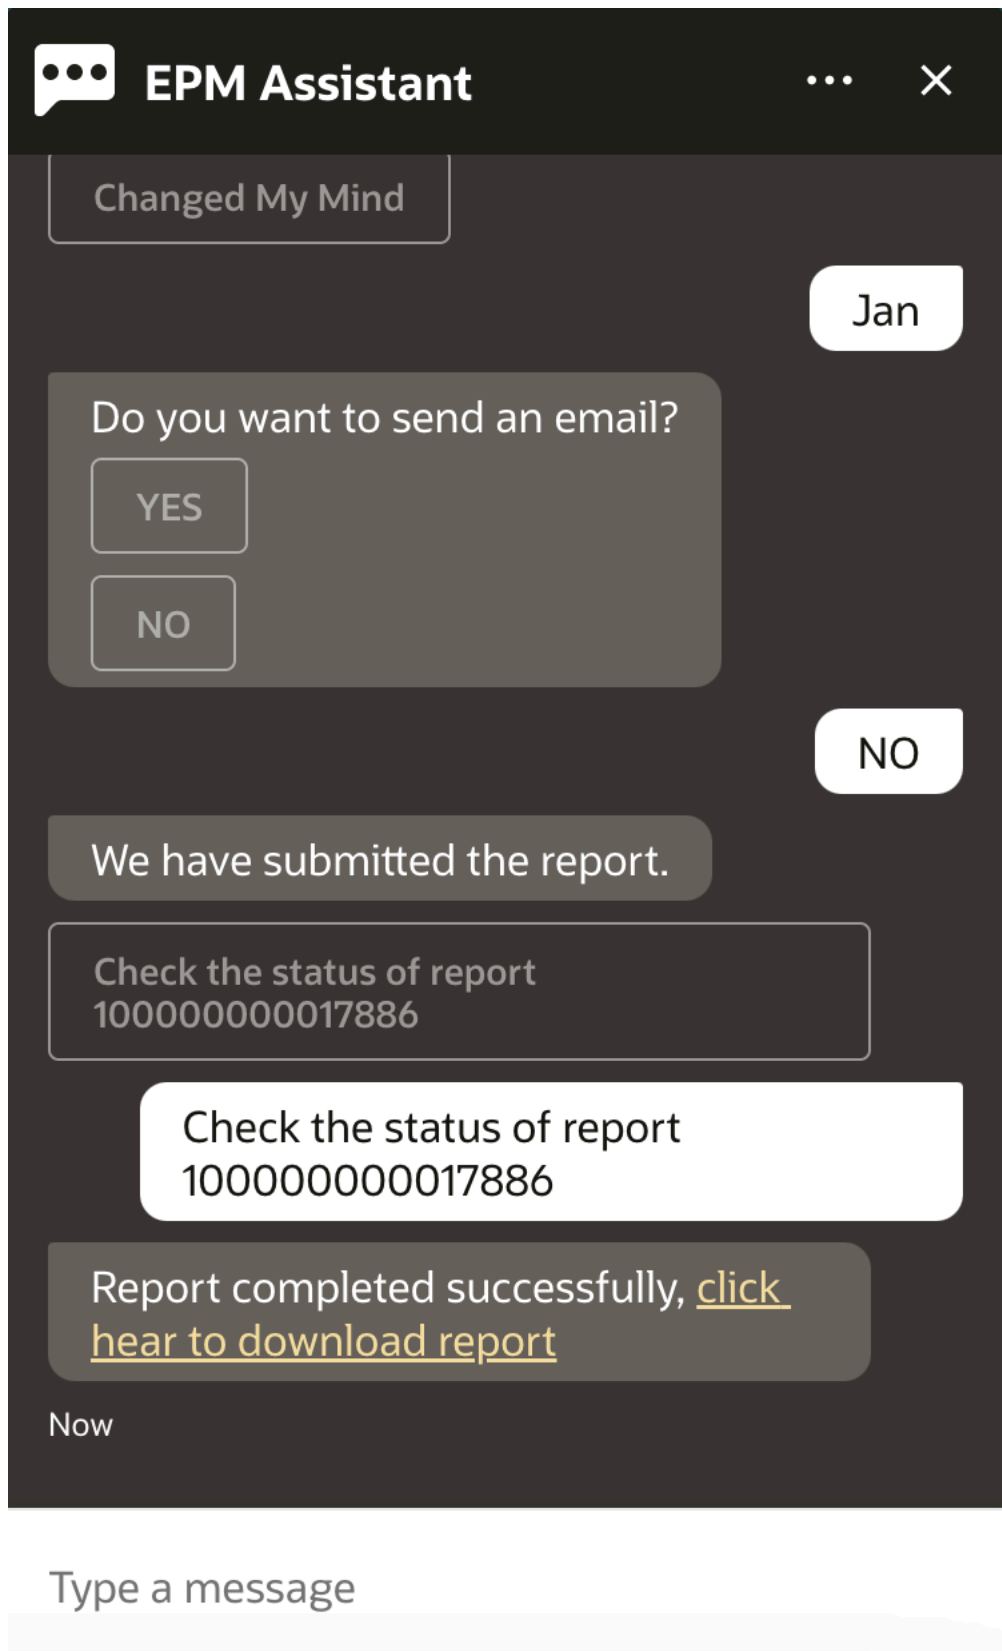 EPM Assistant
Changed My Mind
Jan
Do you want to send an email?
YES
NO
NO
We have submitted the report.
Check the status of report
100000000017886
Check the status of report
100000000017886
Report completed successfully, click
hear to download report
Now
Type a message